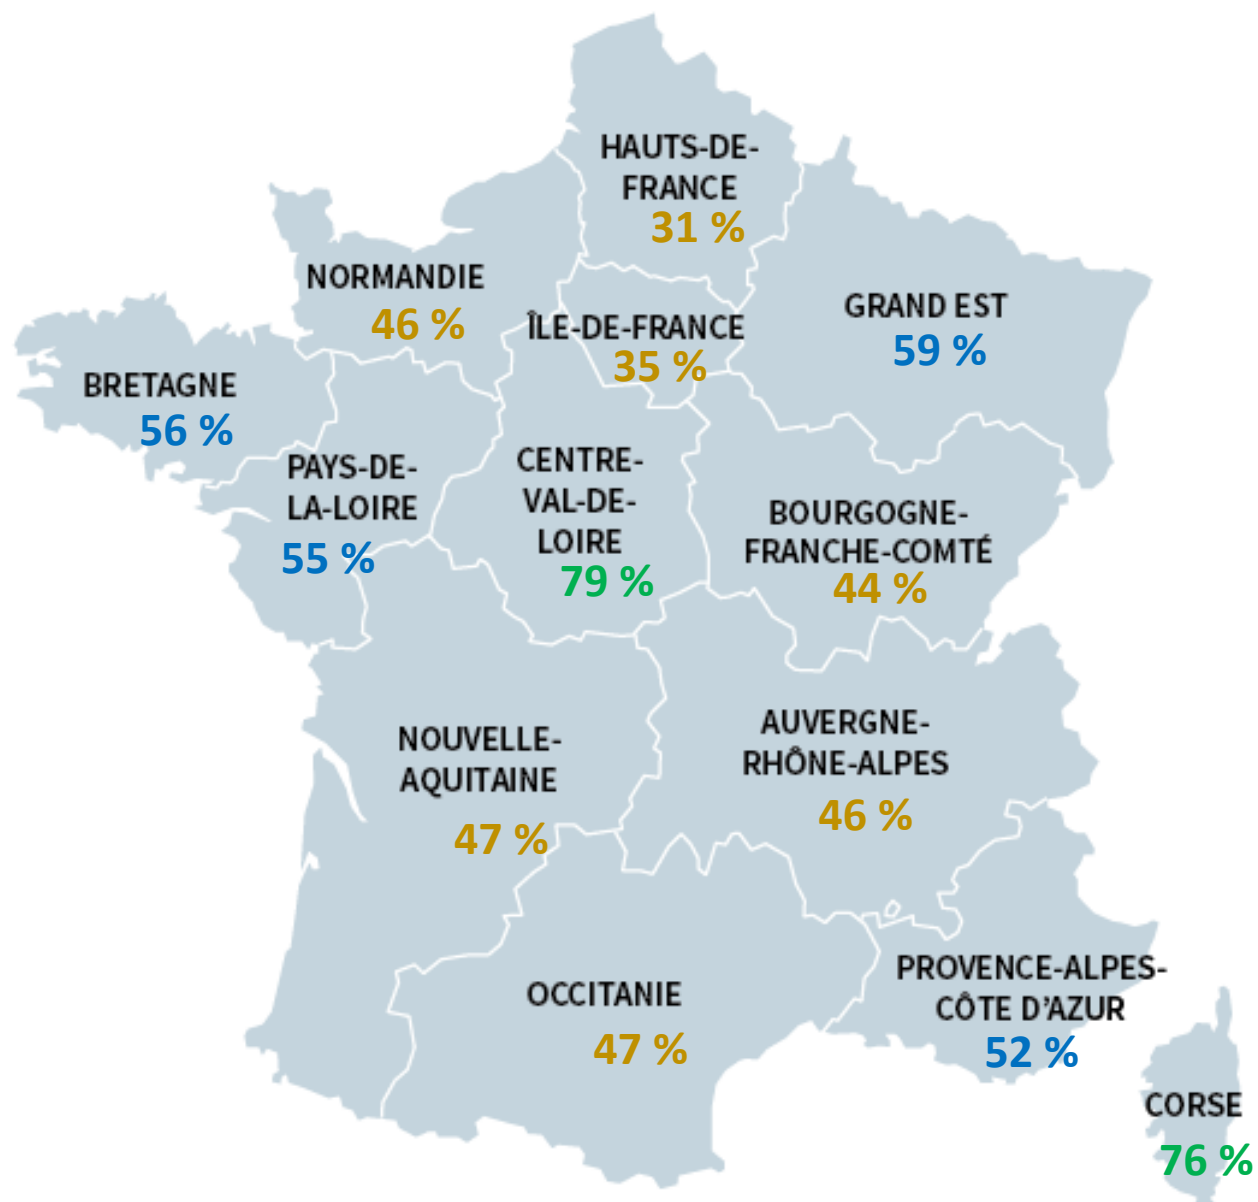 HAUTS-DE-
FRANCE
31 %
NORMANDIE
46 %
ÎLE-DE-FRANCE
35 %
GRAND EST
59 %
BRETAGNE
56 %
PAYS-DE-
LA-LOIRE
55 %
CENTRE-
VAL-DE-
LOIRE
79 %
BOURGOGNE-
FRANCHE-COMTÉ
44 %
NOUVELLE-
AQUITAINE
47 %
AUVERGNE-
RHÔNE-ALPES
46 %
OCCITANIE
47 %
PROVENCE-ALPES-
CÔTE D’AZUR
52 %
CORSE
76 %